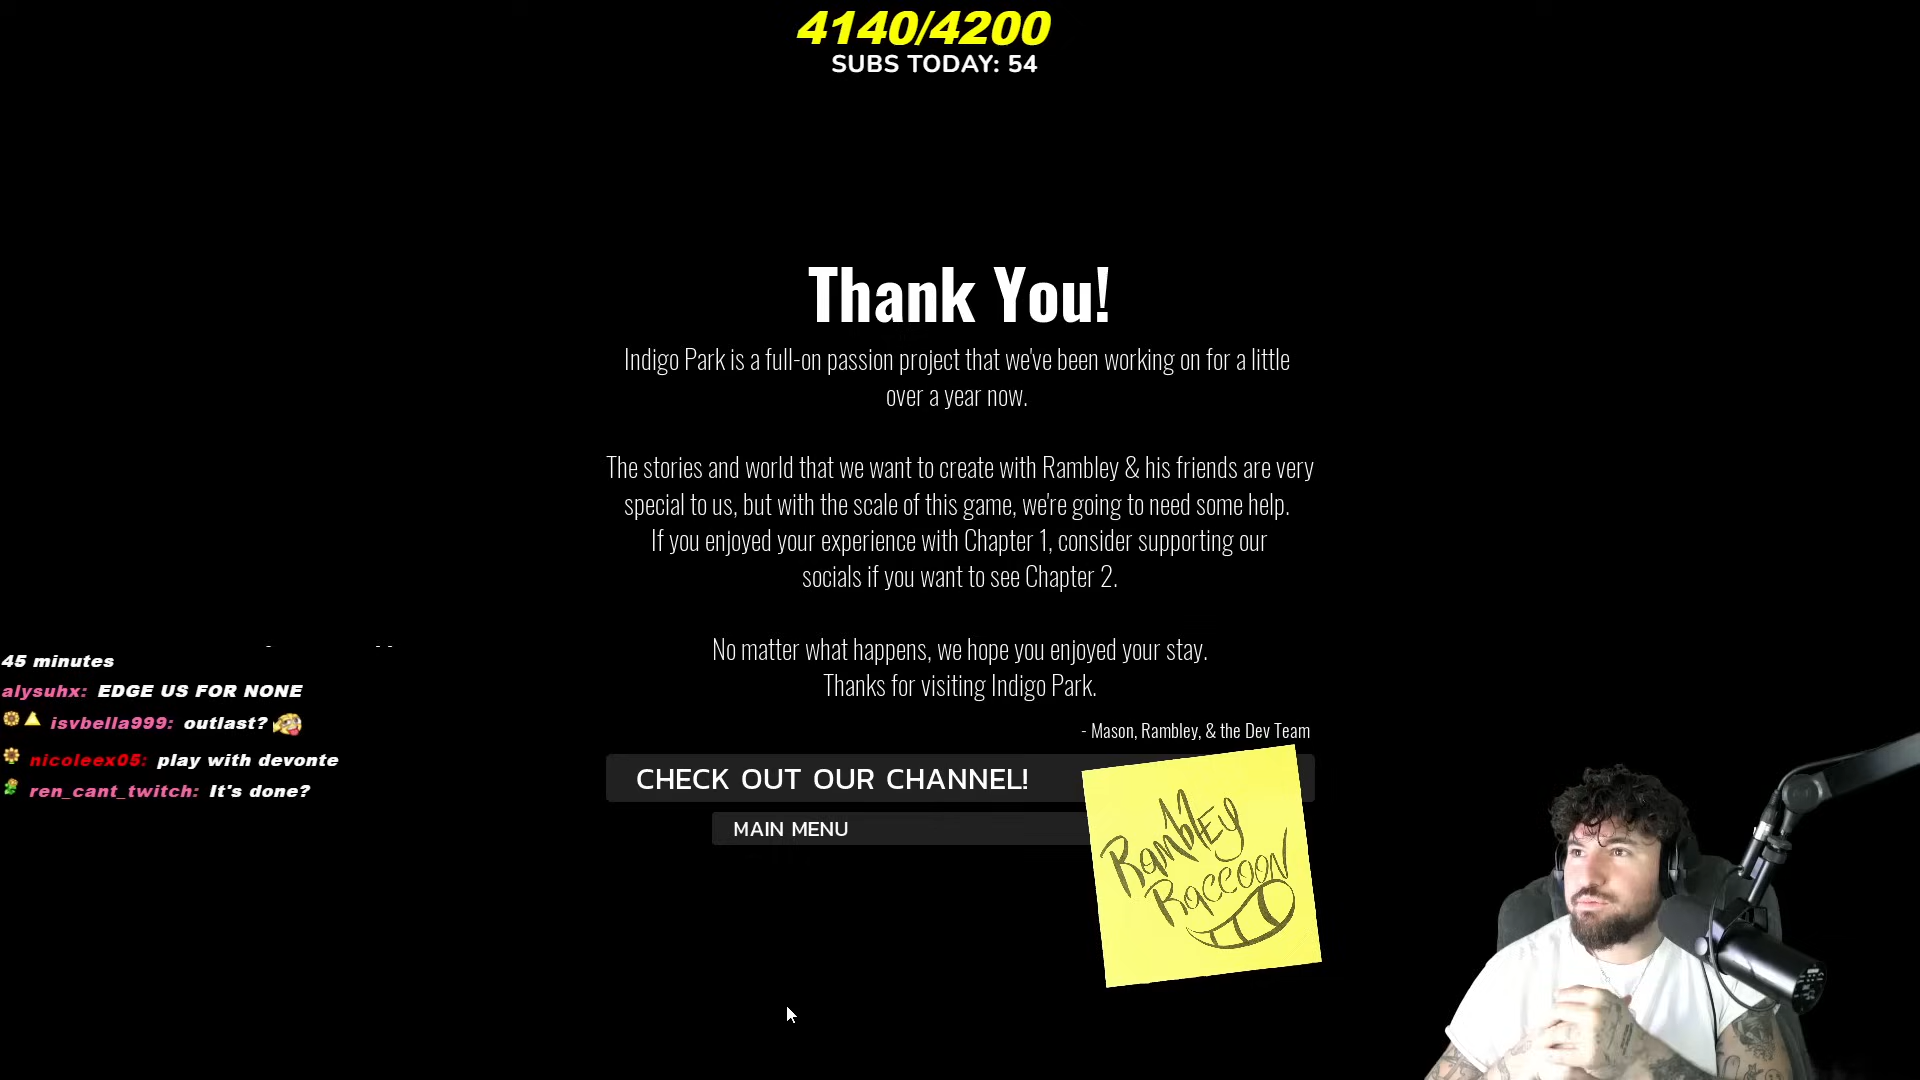 4140/4200
SUBS TODAY: 54
Thank You!
Indigo Park is a full-on passion project that we've been working on for a little
over a year now.
The stories and world that we want to create with Rambley & his friends are very
special to us, but with the scale of this game, we're going to need some help.
If you enjoyed your experience with Chapter 1, consider supporting our
socials if you want to see Chapter 2.
No matter what happens, we hope you enjoyed your stay.
Thanks for visiting Indigo Park.
- Mason, Rambley, & the Dev Team
CHECK OUT OUR CHANNEL!
MAIN MENU
RamblEy
Raccoon
45 minutes
alysuhx: EDGE US FOR NONE
isvbella999: outlast?
nicoleex05: play with devonte
ren_cant_twitch: It's done?